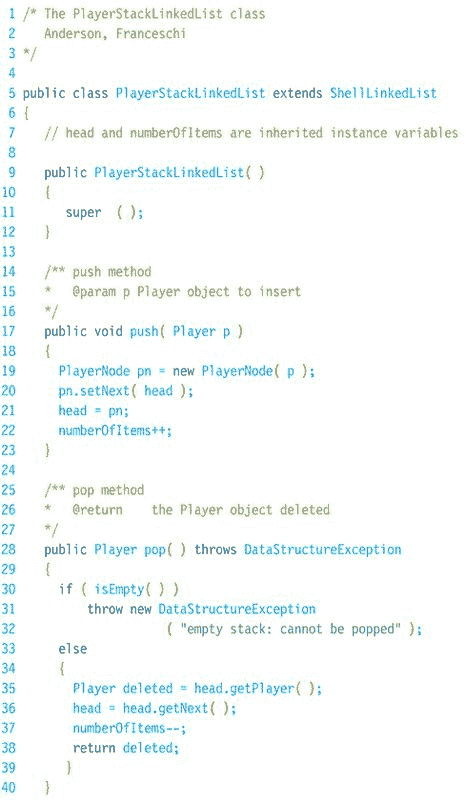 1 /* The PlayerStackLinkedList class
2 Anderson, Franceschi
3 */
4
5 public class PlayerStackLinkedList extends ShellLinkedList
6 {
7 // head and numberOfItems are inherited instance variables
8
9 public PlayerStackLinkedList( )
10 {
11 super ( );
12 }
13
14 /** push method
15 * @param p Player object to insert
16 */
17 public void push( Player p )
18 {
19 PlayerNode pn = new PlayerNode( p );
20 pn.setNext( head );
21 head = pn;
22 numberOfItems++;
23 }
24
25 /** pop method
26 * @return the Player object deleted
27 */
28 public Player pop( ) throws DataStructureException
29 {
30 if ( isEmpty( ) )
31 throw new DataStructureException
32 ( "empty stack: cannot be popped" );
33 else
34 {
35 Player deleted = head.getPlayer( );
36 head = head.getNext( );
37 numberOfItems--;
38 return deleted;
39 }
40 }